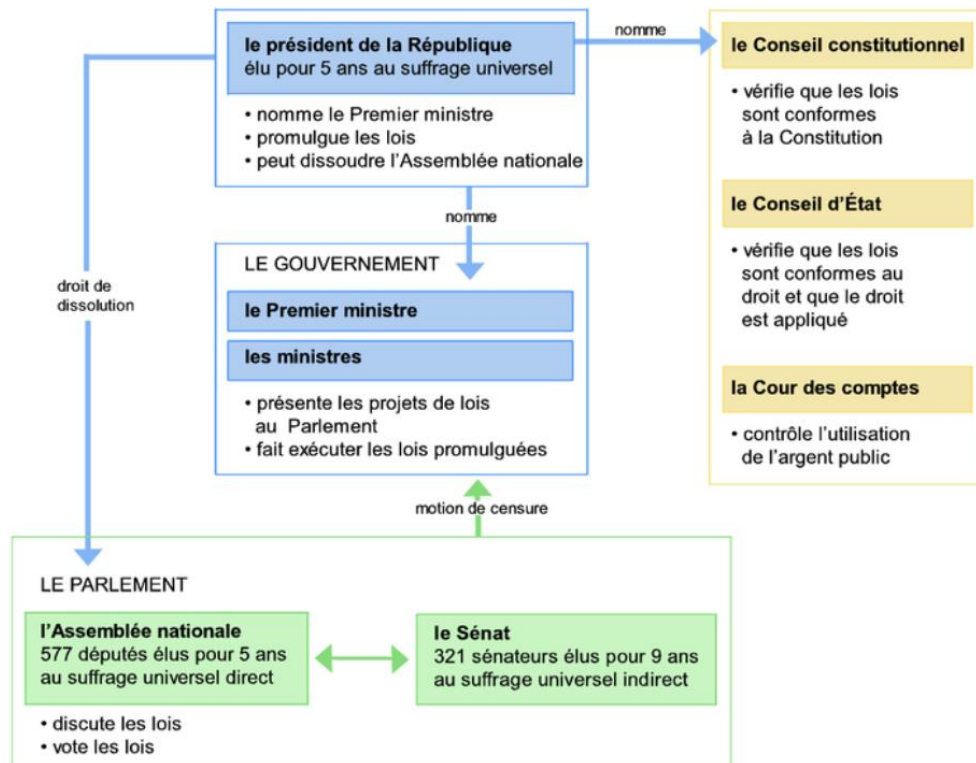 nomme
le président de la République
élu pour 5 ans au suffrage universel
• nomme le Premier ministre
• promulgue les lois
• peut dissoudre l'Assemblée nationale
le Conseil constitutionnel
• vérifie que les lois
sont conformes
à la Constitution
le Conseil d'État
• vérifie que les lois
sont conformes au
droit et que le droit
est appliqué
la Cour des comptes
• contrôle l'utilisation
de l'argent public
nomme
droit de
dissolution
LE GOUVERNEMENT
le Premier ministre
les ministres
• présente les projets de lois
au Parlement
• fait exécuter les lois promulguées
motion de censure
LE PARLEMENT
l'Assemblée nationale
577 députés élus pour 5 ans
au suffrage universel direct
le Sénat
321 sénateurs élus pour 9 ans
au suffrage universel indirect
• discute les lois
• vote les lois